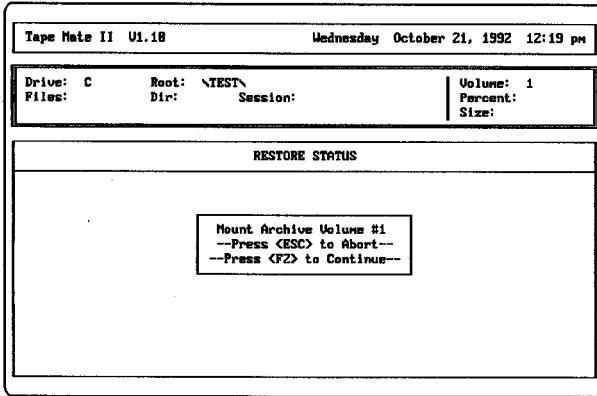 Tape Mate II V1.10 Wednesday October 21, 1992 12:19 pm
Drive: C Root: \TEST\ Volume: 1
Files: Dir: Session: Percent:
Size:
RESTORE STATUS
Mount Archive Volume #1
--Press <ESC> to Abort--
--Press <F2> to Continue--